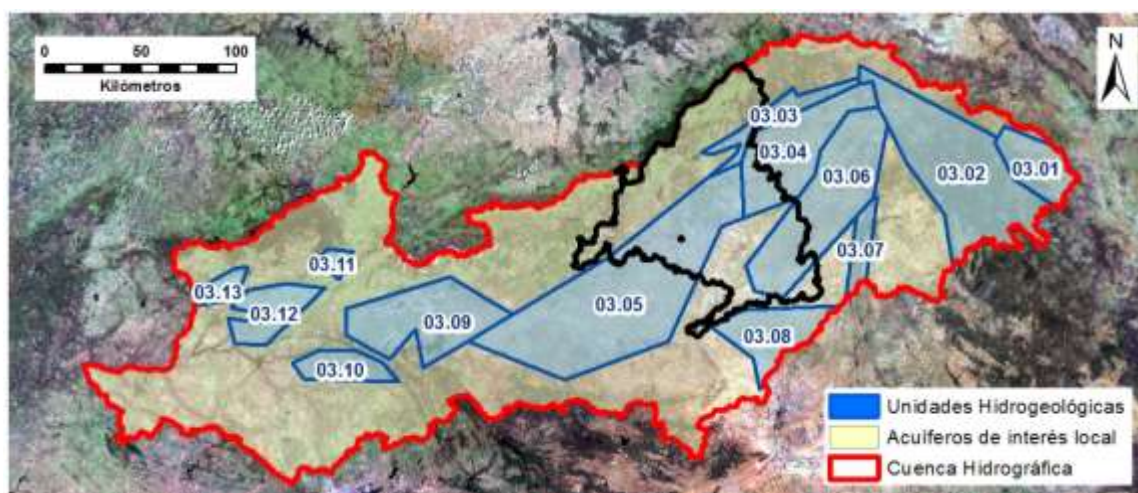 0 50 100
Kilómetros
N
03.03
03.04
03.06
03.02
03.01
03.07
03.11
03.13
03.12
03.05
03.09
03.08
03.10
Unidades Hidrogeológicas
Acuíferos de interés local
Cuenca Hidrográfica